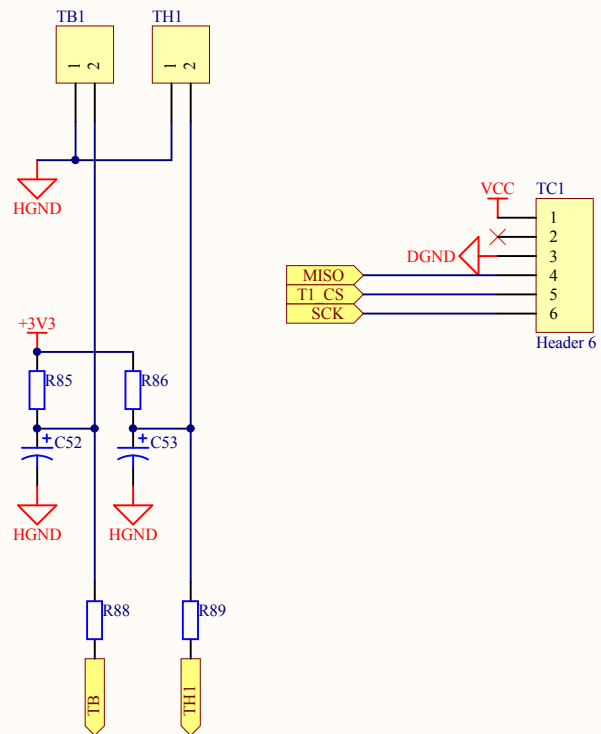 TB1
TH1
1
2
1
2
HGND
VCC
TC1
1
2
DGND
3
MISO
4
T1_CS
5
SCK
6
Header 6
+3V3
R85
R86
C52
C53
HGND
HGND
R88
R89
TB
TH1